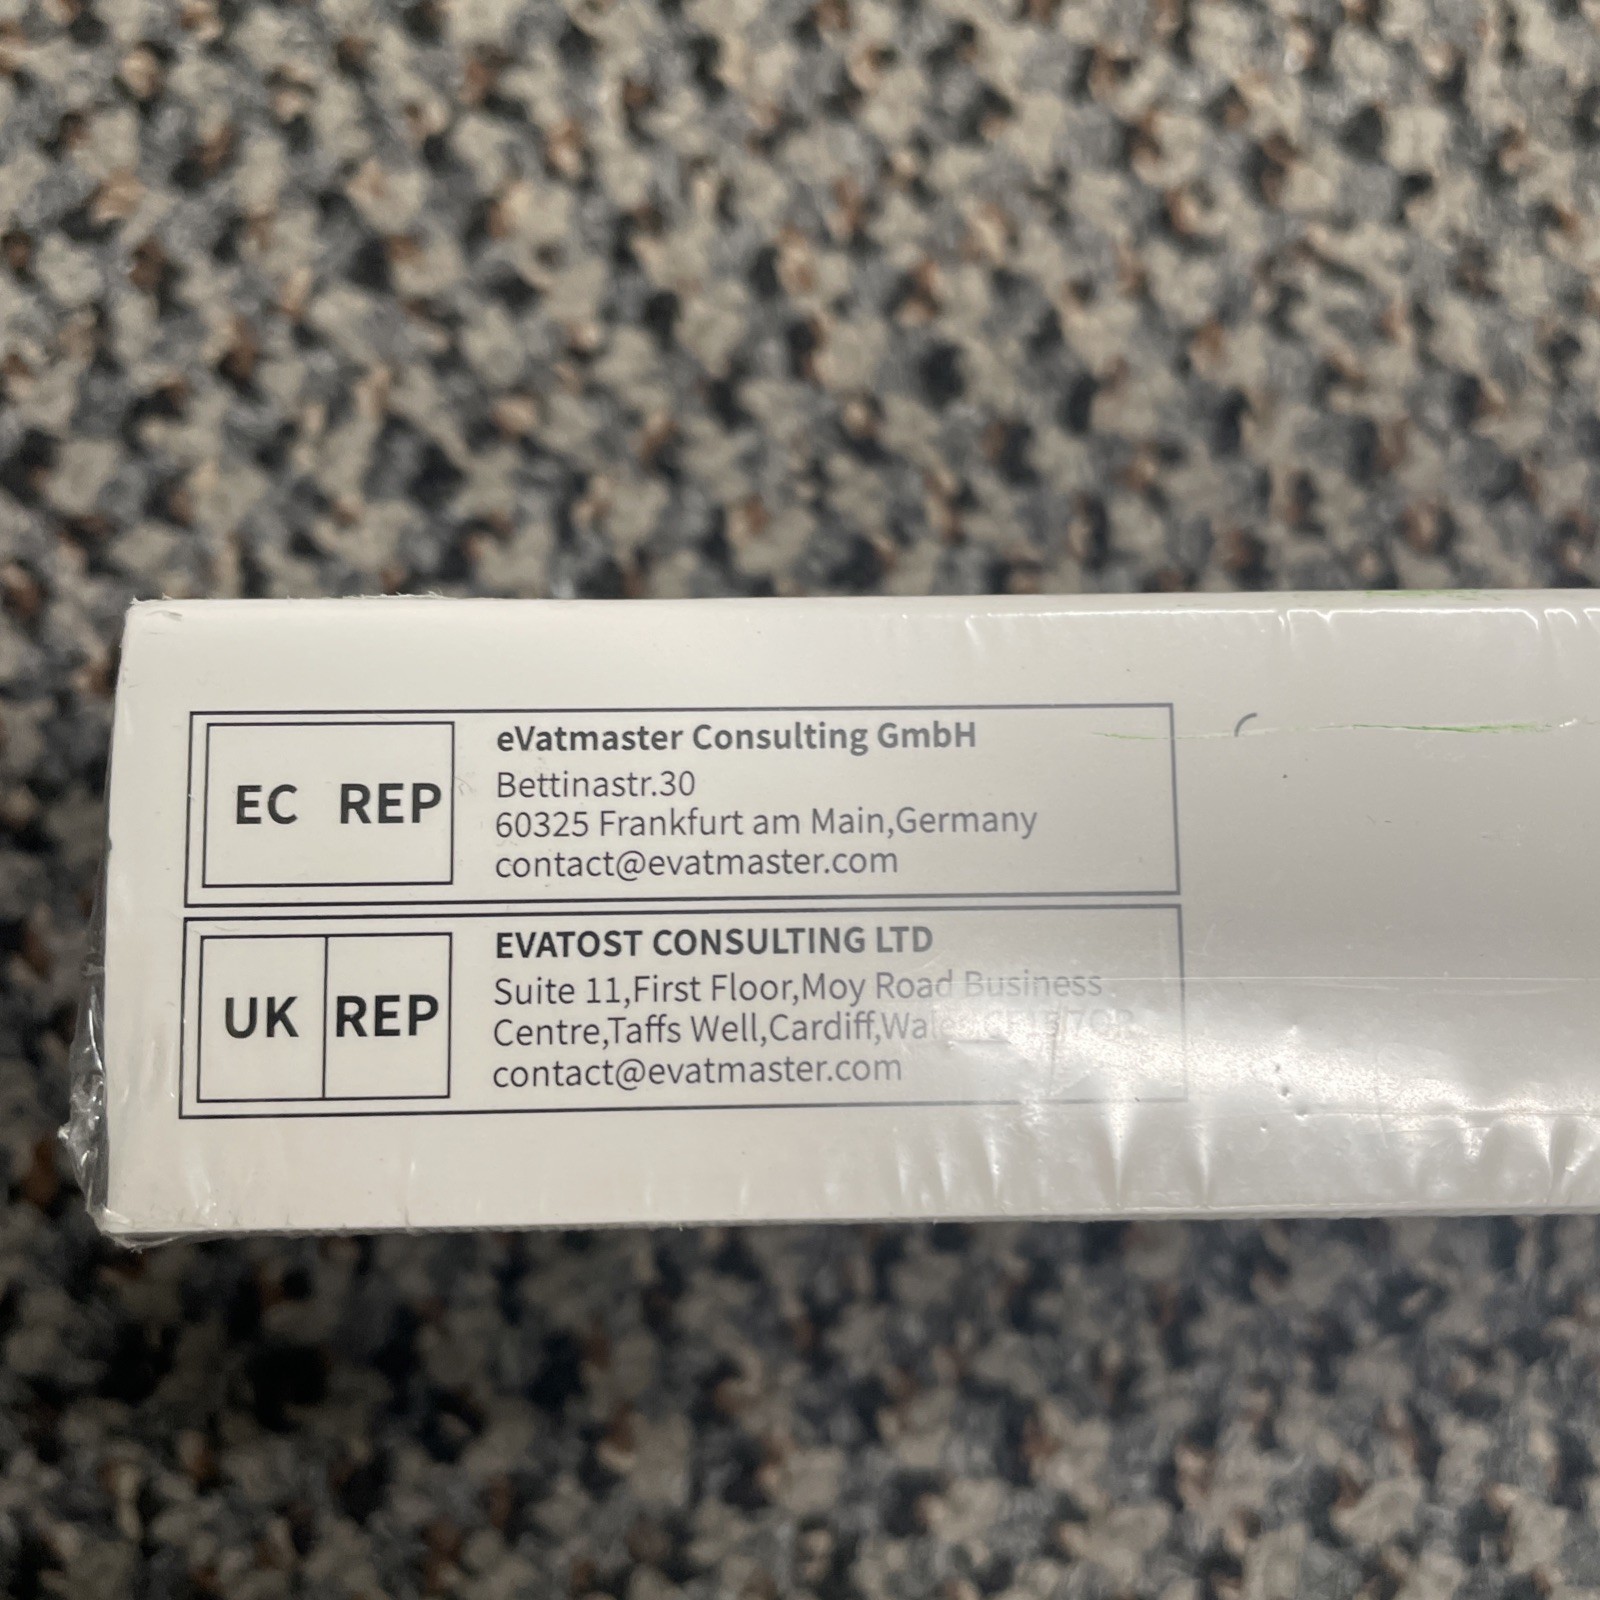 EC REP
eVatmaster Consulting GmbH
Bettinastr.30
60325 Frankfurt am Main,Germany
contact@evatmaster.com
UK REP
EVATOST CONSULTING LTD
Suite 11,First Floor,Moy Road Business
Centre,Taffs Well,Cardiff,Wales
contact@evatmaster.com